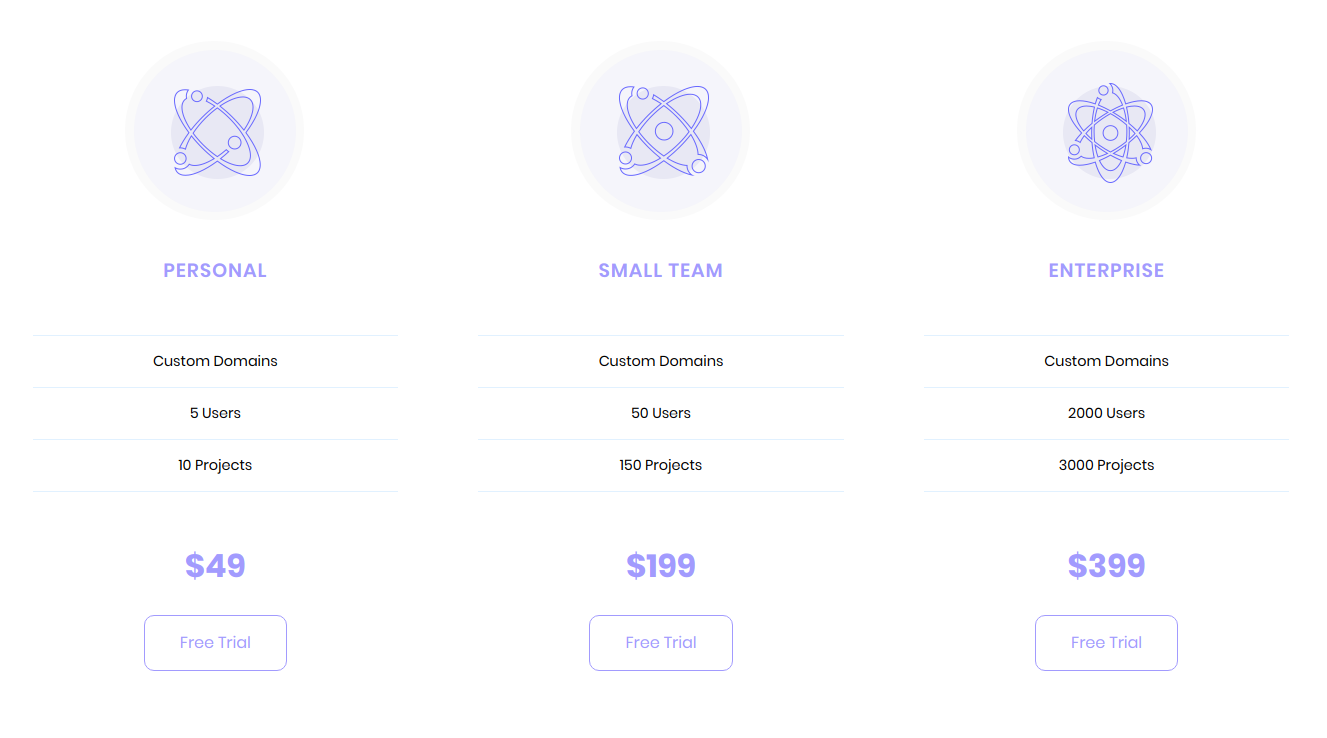 PERSONAL
Custom Domains
5 Users
10 Projects
$49
Free Trial
SMALL TEAM
Custom Domains
50 Users
150 Projects
$199
Free Trial
ENTERPRISE
Custom Domains
2000 Users
3000 Projects
$399
Free Trial